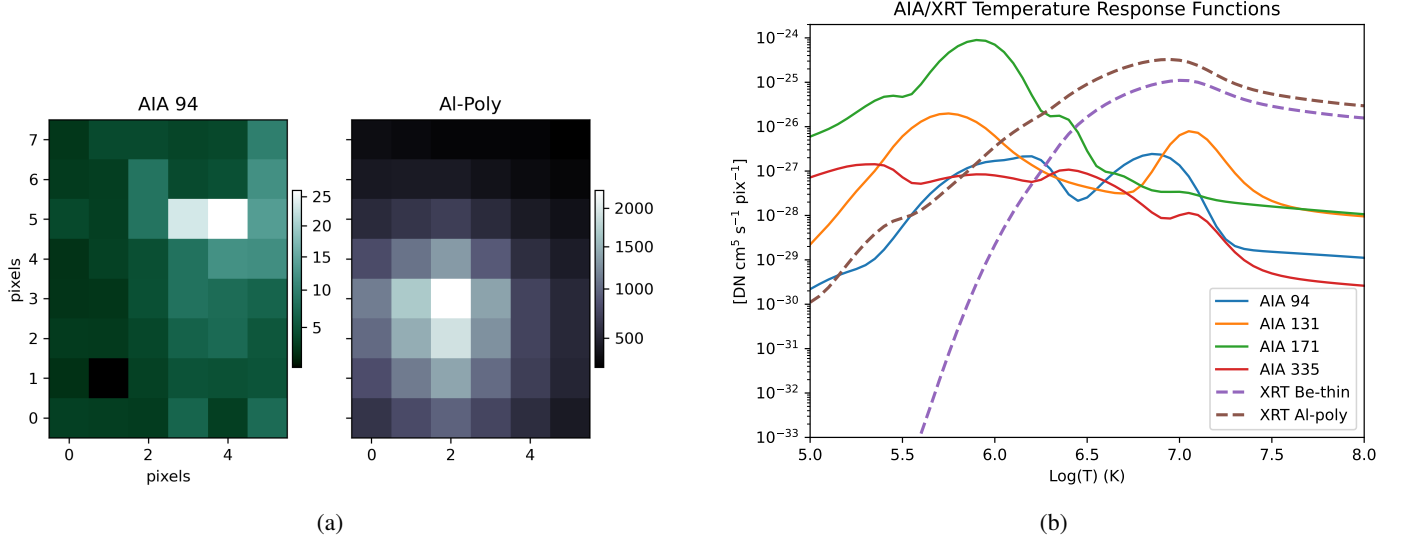 AIA 94
Al-Poly
7
6
5
4
3
2
1
0
pixels
0
2
4
pixels
25
20
15
10
5
0
2
4
2000
1500
1000
500
(a)
AIA/XRT Temperature Response Functions
[DN cm⁵ s⁻¹ pix⁻¹]
10⁻²⁴
10⁻²⁵
10⁻²⁶
10⁻²⁷
10⁻²⁸
10⁻²⁹
10⁻³⁰
10⁻³¹
10⁻³²
10⁻³³
5.0
5.5
6.0
6.5
7.0
7.5
8.0
Log(T) (K)
AIA 94
AIA 131
AIA 171
AIA 335
XRT Be-thin
XRT Al-poly
(b)